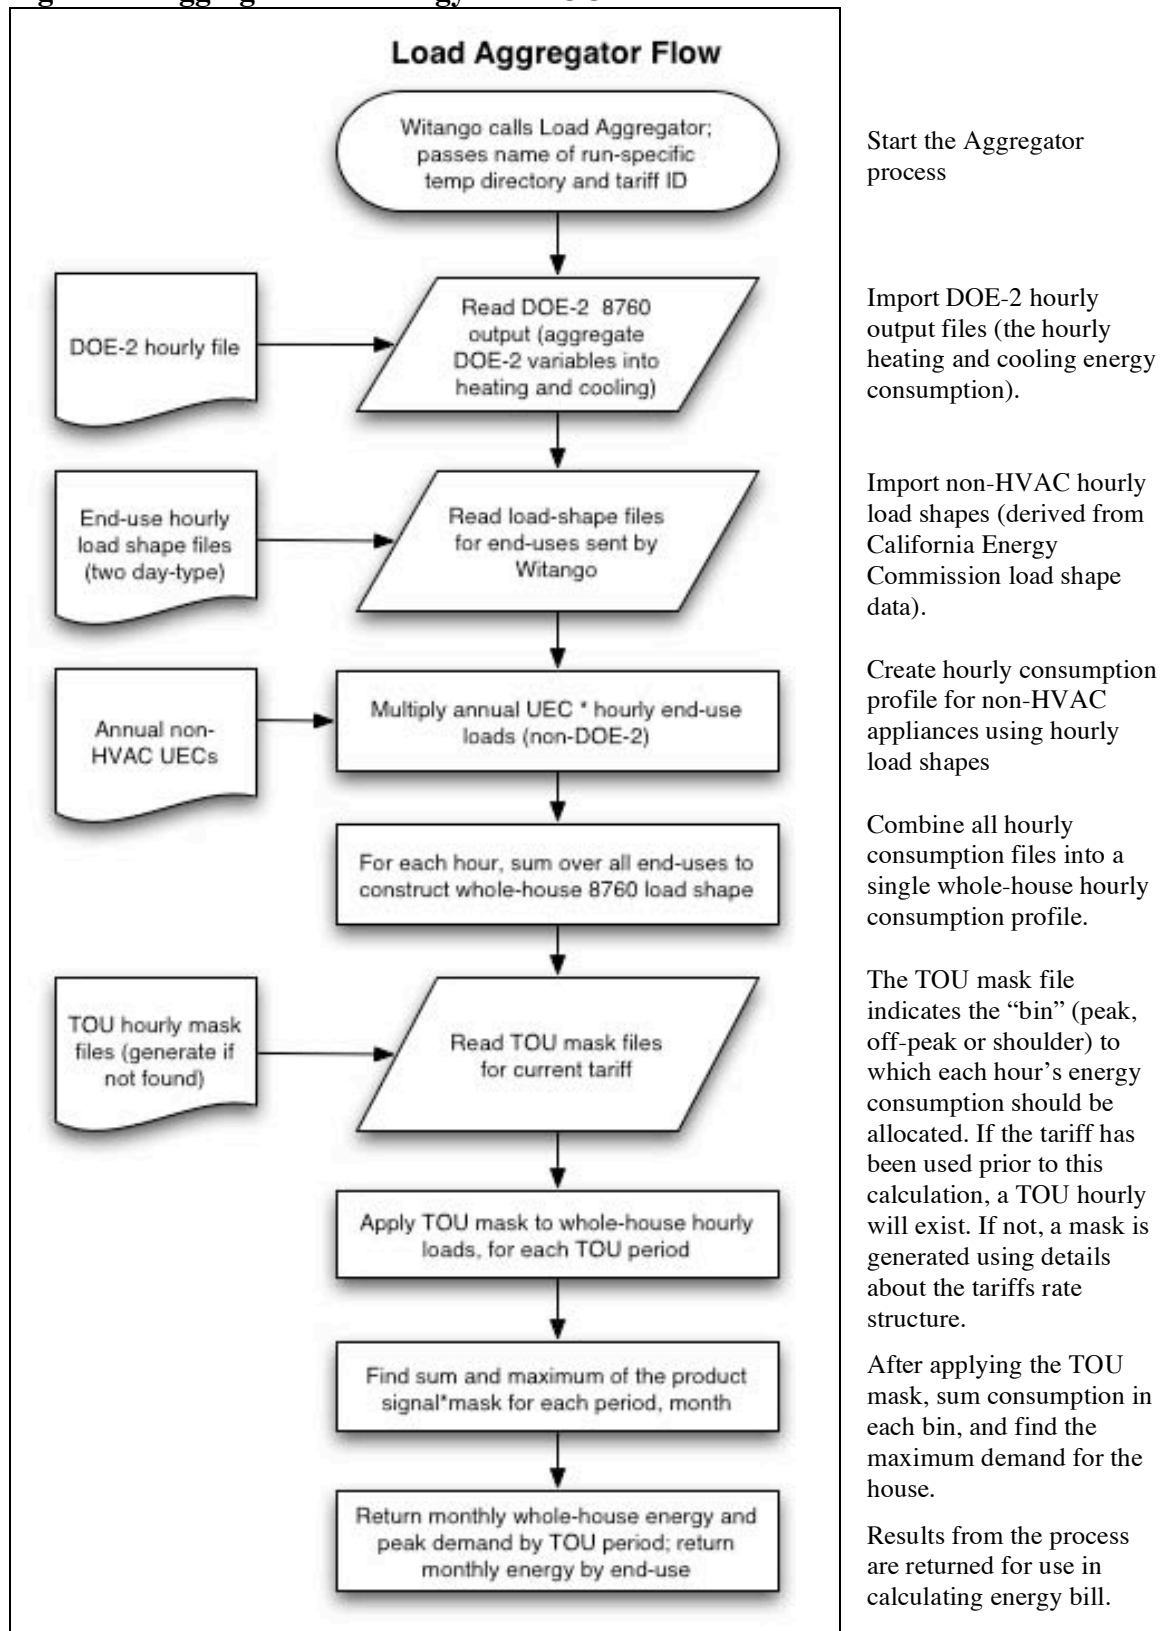 Load Aggregator Flow
Witango calls Load Aggregator;
passes name of run-specific
temp directory and tariff ID
Start the Aggregator
process
DOE-2 hourly file
Read DOE-2 8760
output (aggregate
DOE-2 variables into
heating and cooling)
Import DOE-2 hourly
output files (the hourly
heating and cooling energy
consumption).
End-use hourly
load shape files
(two day-type)
Read load-shape files
for end-uses sent by
Witango
Import non-HVAC hourly
load shapes (derived from
California Energy
Commission load shape
data).
Annual non-
HVAC UECs
Multiply annual UEC * hourly end-use
loads (non-DOE-2)
Create hourly consumption
profile for non-HVAC
appliances using hourly
load shapes
For each hour, sum over all end-uses to
construct whole-house 8760 load shape
Combine all hourly
consumption files into a
single whole-house hourly
consumption profile.
TOU hourly mask
files (generate if
not found)
Read TOU mask files
for current tariff
The TOU mask file
indicates the “bin” (peak,
off-peak or shoulder) to
which each hour’s energy
consumption should be
allocated. If the tariff has
been used prior to this
calculation, a TOU hourly
will exist. If not, a mask is
generated using details
about the tariffs rate
structure.
Apply TOU mask to whole-house hourly
loads, for each TOU period
Find sum and maximum of the product
signal*mask for each period, month
After applying the TOU
mask, sum consumption in
each bin, and find the
maximum demand for the
house.
Return monthly whole-house energy and
peak demand by TOU period; return
monthly energy by end-use
Results from the process
are returned for use in
calculating energy bill.